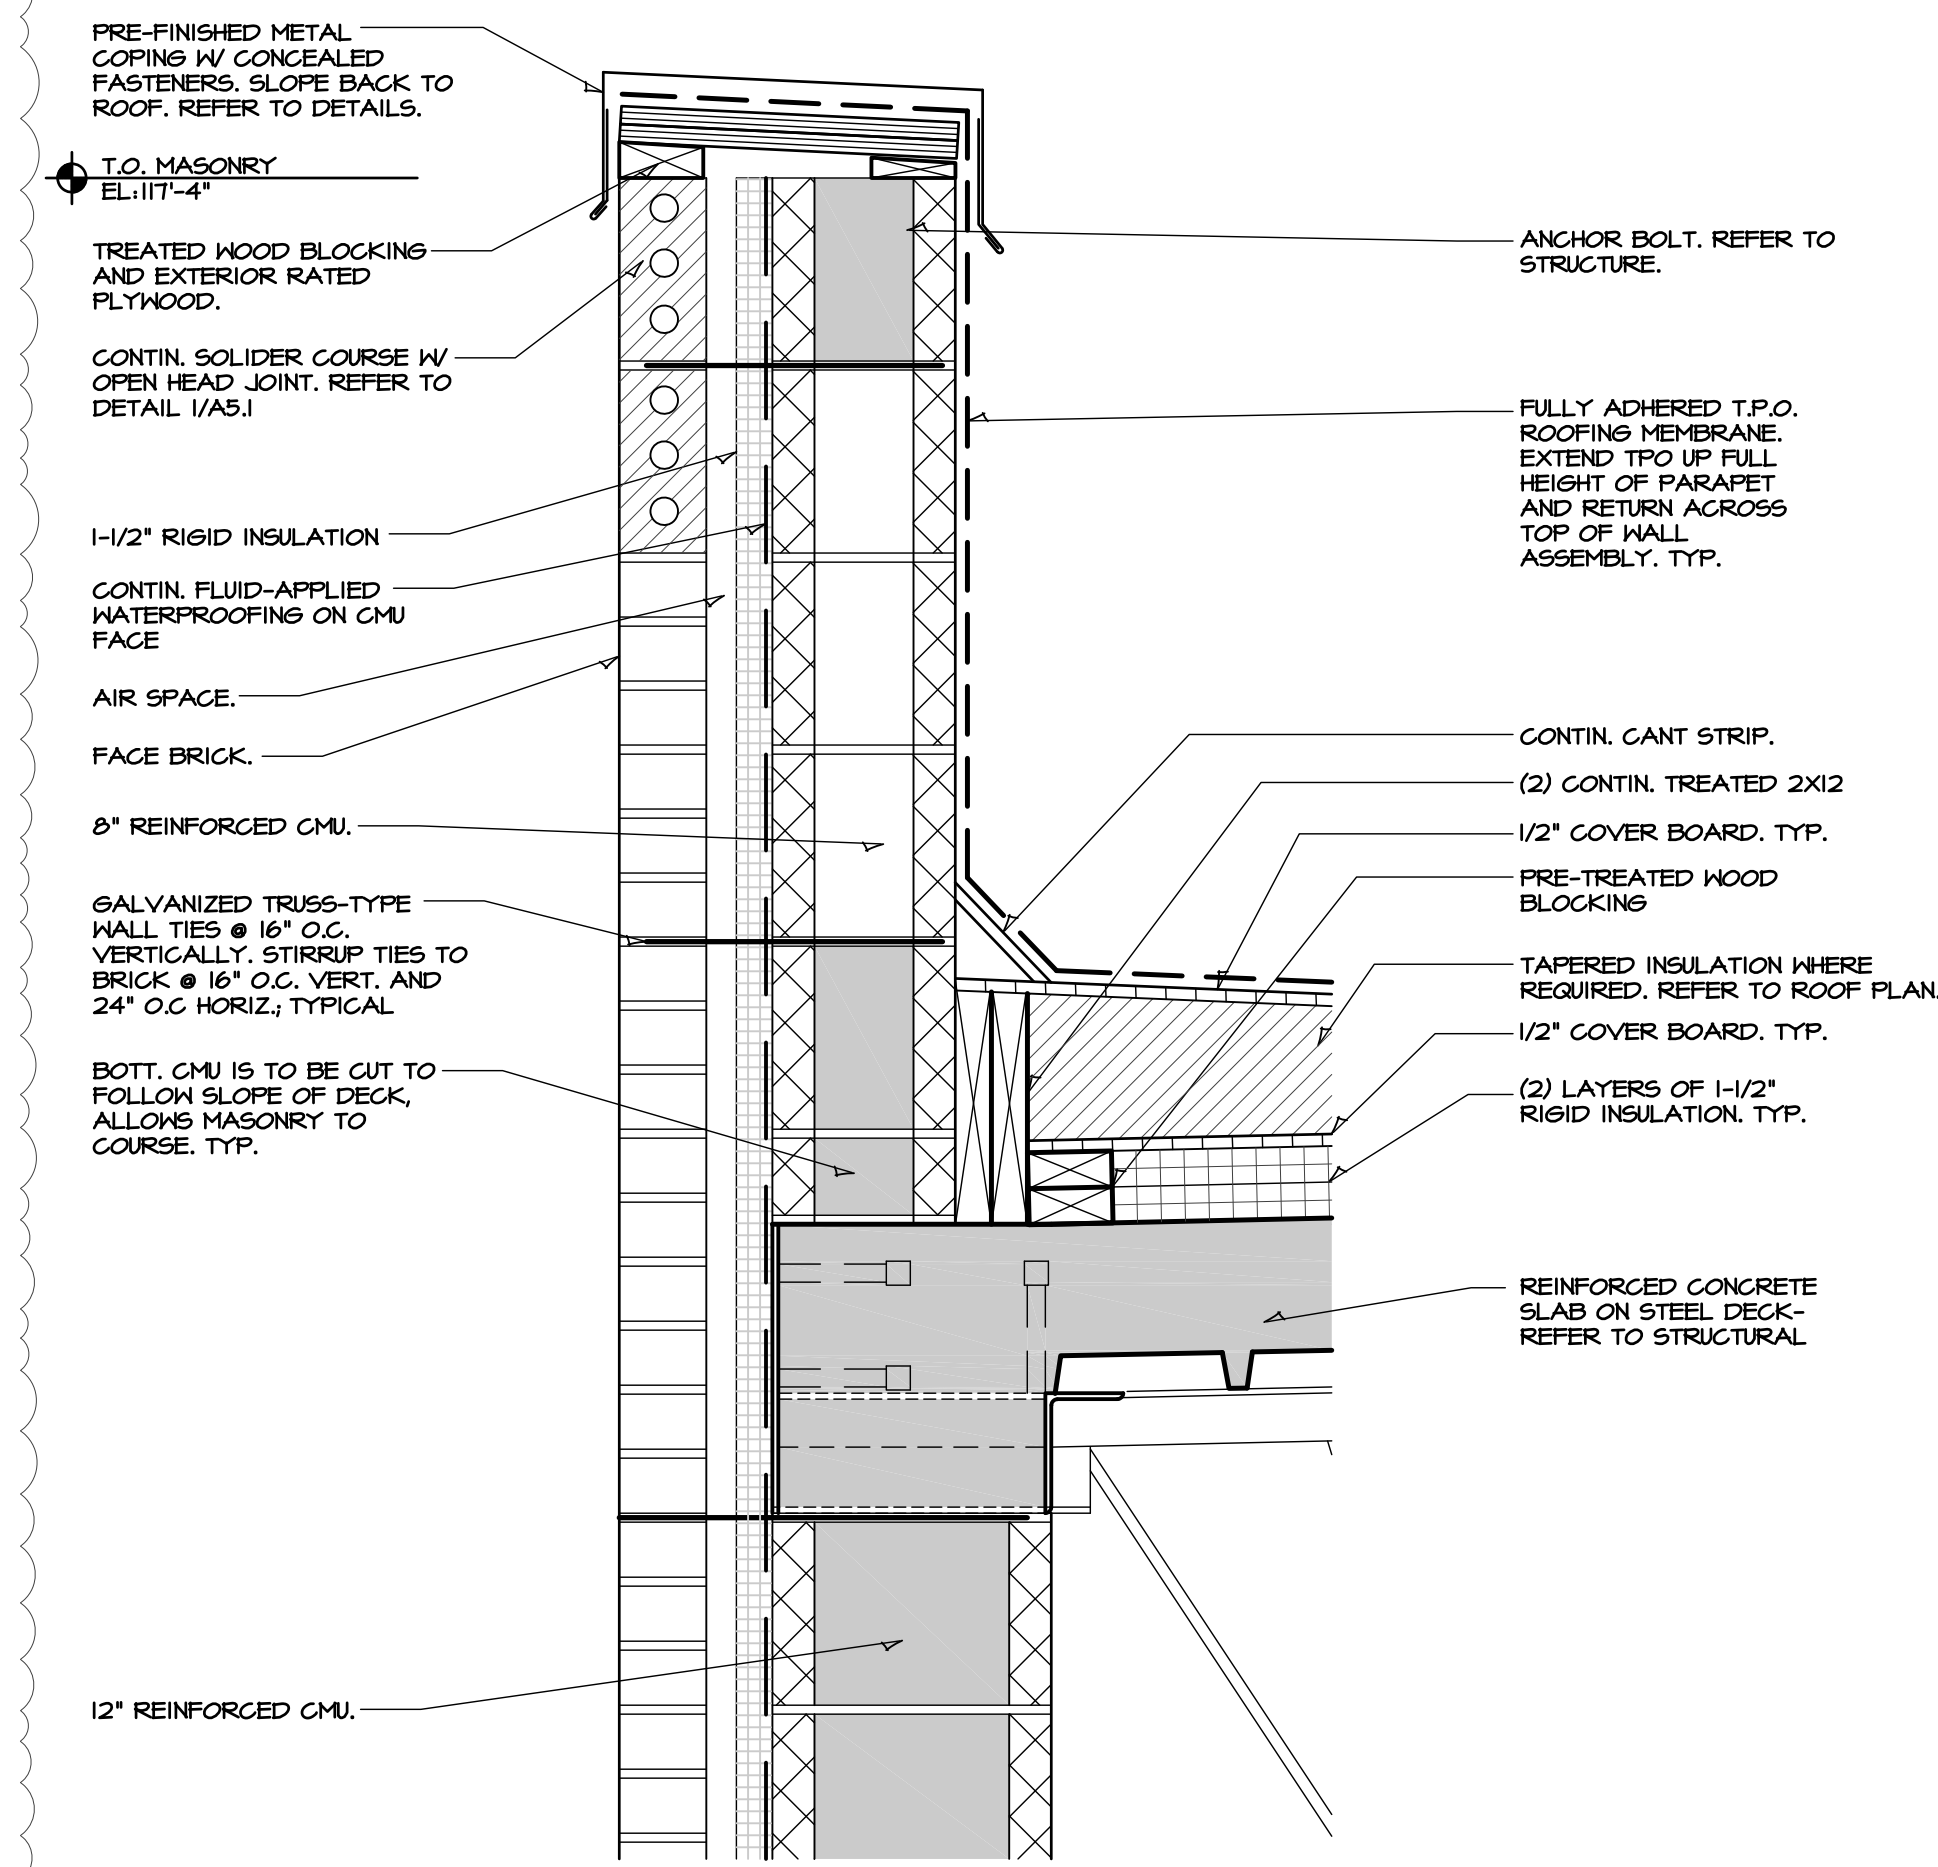 PRE-FINISHED METAL
COPING W/ CONCEALED
FASTENERS. SLOPE BACK TO
ROOF. REFER TO DETAILS.
T.O. MASONRY
EL:117'-4"
TREATED WOOD BLOCKING
AND EXTERIOR RATED
PLYWOOD.
CONTIN. SOLIDER COURSE W/
OPEN HEAD JOINT. REFER TO
DETAIL 1/A5.1
1-1/2" RIGID INSULATION
CONTIN. FLUID-APPLIED
WATERPROOFING ON CMU
FACE
AIR SPACE.
FACE BRICK.
8" REINFORCED CMU.
GALVANIZED TRUSS-TYPE
WALL TIES @ 16" O.C.
VERTICALLY. STIRRUP TIES TO
BRICK @ 16" O.C. VERT. AND
24" O.C HORIZ.; TYPICAL
BOTT. CMU IS TO BE CUT TO
FOLLOW SLOPE OF DECK,
ALLOWS MASONRY TO
COURSE. TYP.
12" REINFORCED CMU.
ANCHOR BOLT. REFER TO
STRUCTURE.
FULLY ADHERED T.P.O.
ROOFING MEMBRANE.
EXTEND TPO UP FULL
HEIGHT OF PARAPET
AND RETURN ACROSS
TOP OF WALL
ASSEMBLY. TYP.
CONTIN. CANT STRIP.
(2) CONTIN. TREATED 2X12
1/2" COVER BOARD. TYP.
PRE-TREATED WOOD
BLOCKING
TAPERED INSULATION WHERE
REQUIRED. REFER TO ROOF PLAN.
1/2" COVER BOARD. TYP.
(2) LAYERS OF 1-1/2"
RIGID INSULATION. TYP.
REINFORCED CONCRETE
SLAB ON STEEL DECK-
REFER TO STRUCTURAL